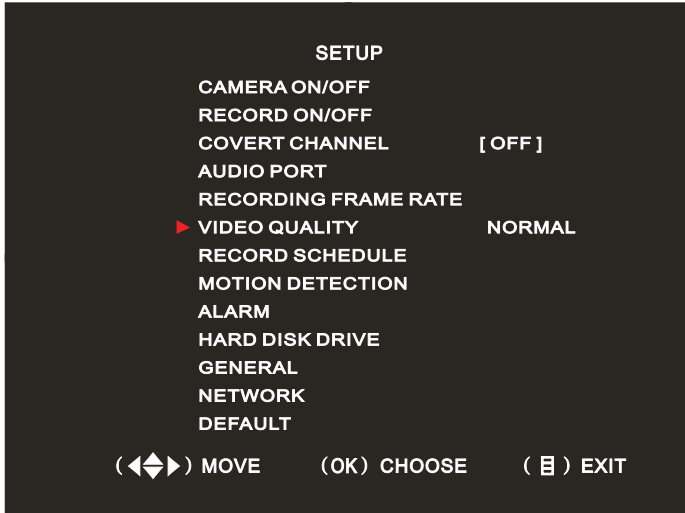 SETUP
CAMERA ON/OFF
RECORD ON/OFF
COVERT CHANNEL [ OFF ]
AUDIO PORT
RECORDING FRAME RATE
VIDEO QUALITY NORMAL
RECORD SCHEDULE
MOTION DETECTION
ALARM
HARD DISK DRIVE
GENERAL
NETWORK
DEFAULT
( ) MOVE (OK) CHOOSE ( ) EXIT